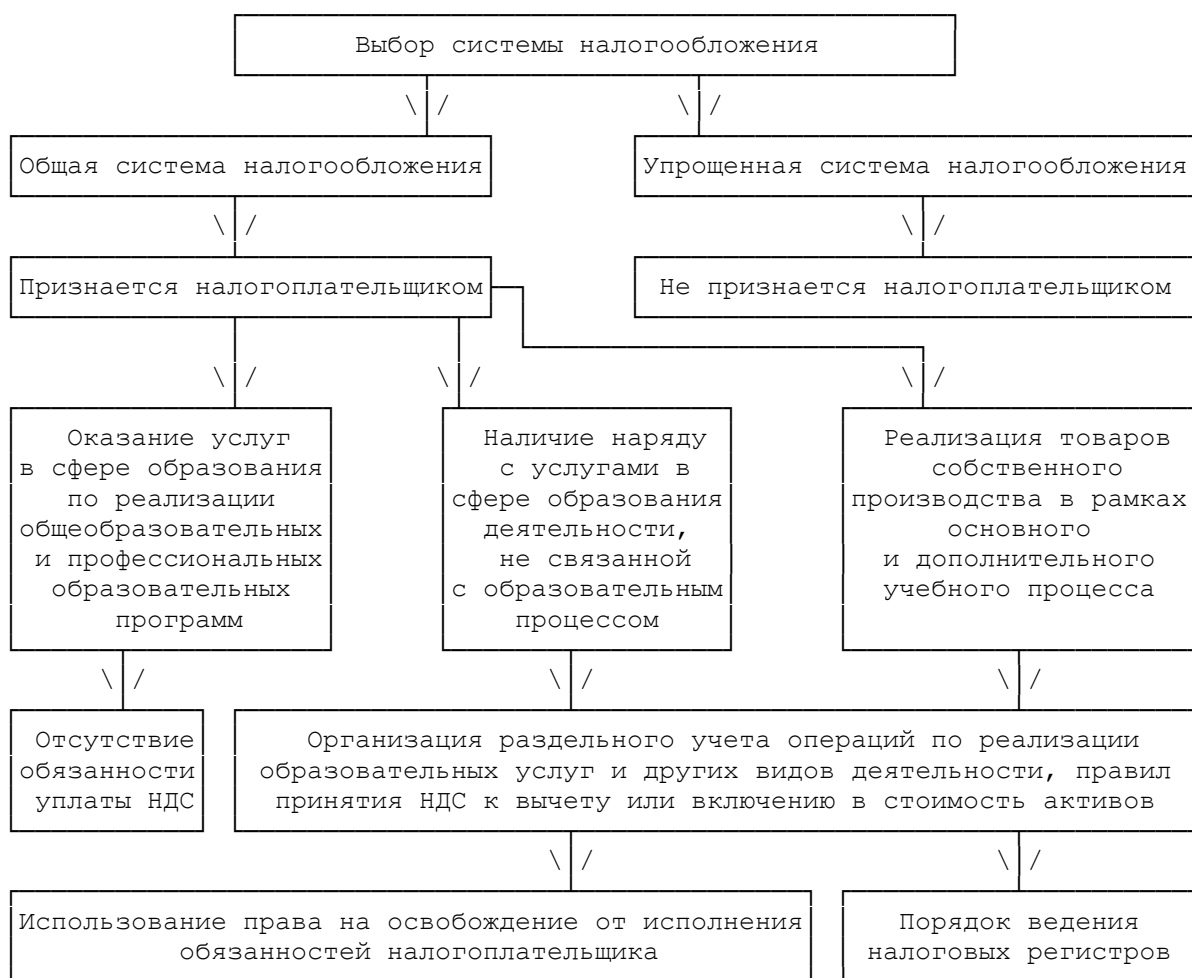 Выбор системы налогообложения
Общая система налогообложения
Упрощенная система налогообложения
Признается налогоплательщиком
Не признается налогоплательщиком
Оказание услуг
в сфере образования
по реализации
общеобразовательных
и профессиональных
образовательных
программ
Наличие наряду
с услугами в
сфере образования
деятельности,
не связанной
с образовательным
процессом
Реализация товаров
собственного
производства в рамках
основного
и дополнительного
учебного процесса
Отсутствие
обязанности
уплаты НДС
Организация раздельного учета операций по реализации
образовательных услуг и других видов деятельности, правил
принятия НДС к вычету или включению в стоимость активов
Использование права на освобождение от исполнения
обязанностей налогоплательщика
Порядок ведения
налоговых регистров